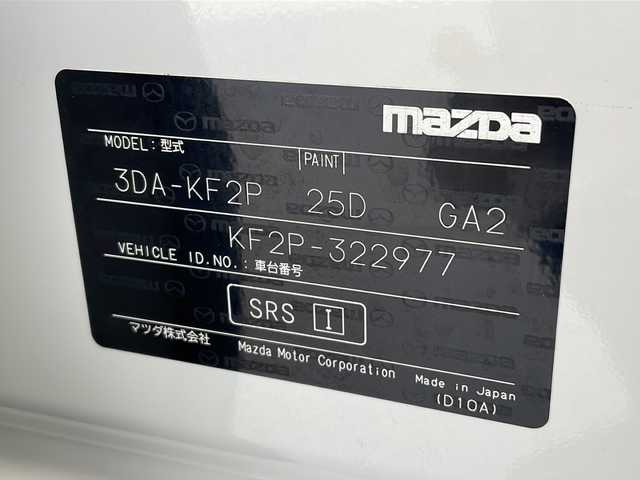 mazDa
MODEL:型式
PAINT
3DA-KF2P 25D GA2
KF2P-322977
VEHICLE ID.NO.:車台番号
SRS I
マツダ株式会社 Mazda Motor Corporation Made in Japan
(D10A)